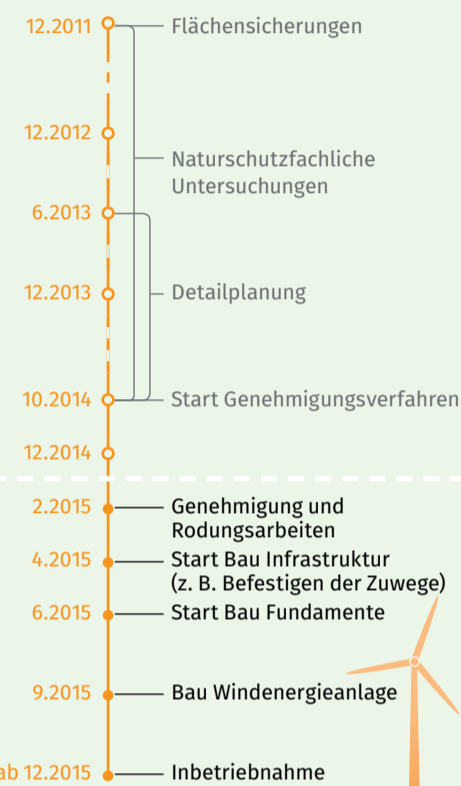 12.2011 Flächensicherungen
12.2012
Naturschutzfachliche
Untersuchungen
6.2013
12.2013 Detailplanung
10.2014 Start Genehmigungsverfahren
12.2014
2.2015 Genehmigung und
Rodungsarbeiten
4.2015 Start Bau Infrastruktur
(z. B. Befestigen der Zuwege)
6.2015 Start Bau Fundamente
9.2015 Bau Windenergieanlage
ab 12.2015 Inbetriebnahme